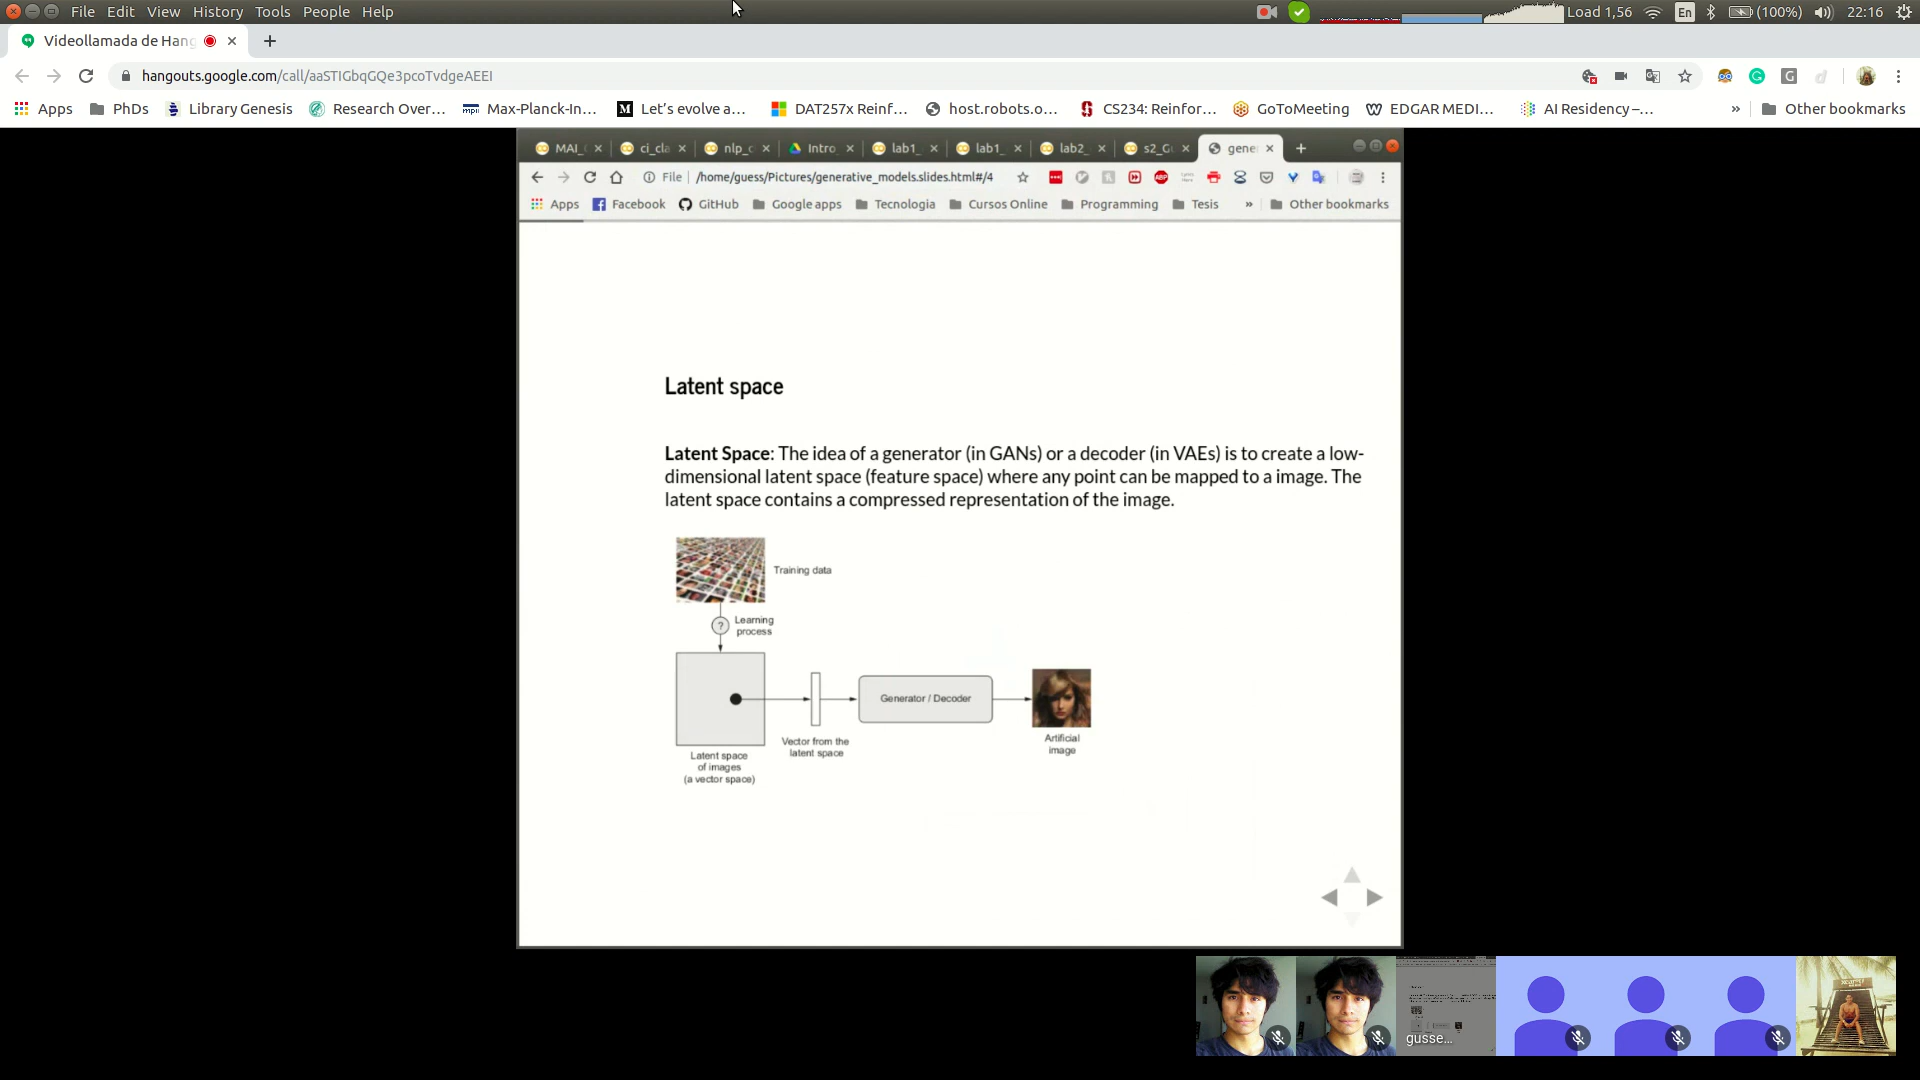 File Edit View History Tools People Help
Load 1,56 En (100%) 22:16
Videollamada de Hang
hangouts.google.com/call/aaSTIGbqGQe3pcoTvdgeAEEI
Apps PhDs Library Genesis Research Over... Max-Planck-In... Let's evolve a... DAT257x Reinf... host.robots.o... CS234: Reinfor... GoToMeeting EDGAR MEDI... AI Residency –... » Other bookmarks
MAI_ ci_cla nlp_c Intro lab1_ lab1_ lab2_ s2_G gene
File /home/guess/Pictures/generative_models.slides.html#/4
Apps Facebook GitHub Google apps Tecnologia Cursos Online Programming Tesis » Other bookmarks
Latent space
Latent Space: The idea of a generator (in GANs) or a decoder (in VAEs) is to create a low-
dimensional latent space (feature space) where any point can be mapped to a image. The
latent space contains a compressed representation of the image.
Training data
?
Learning
process
Generator / Decoder
Vector from the
latent space
Artificial
image
Latent space
of images
(a vector space)
gusse...